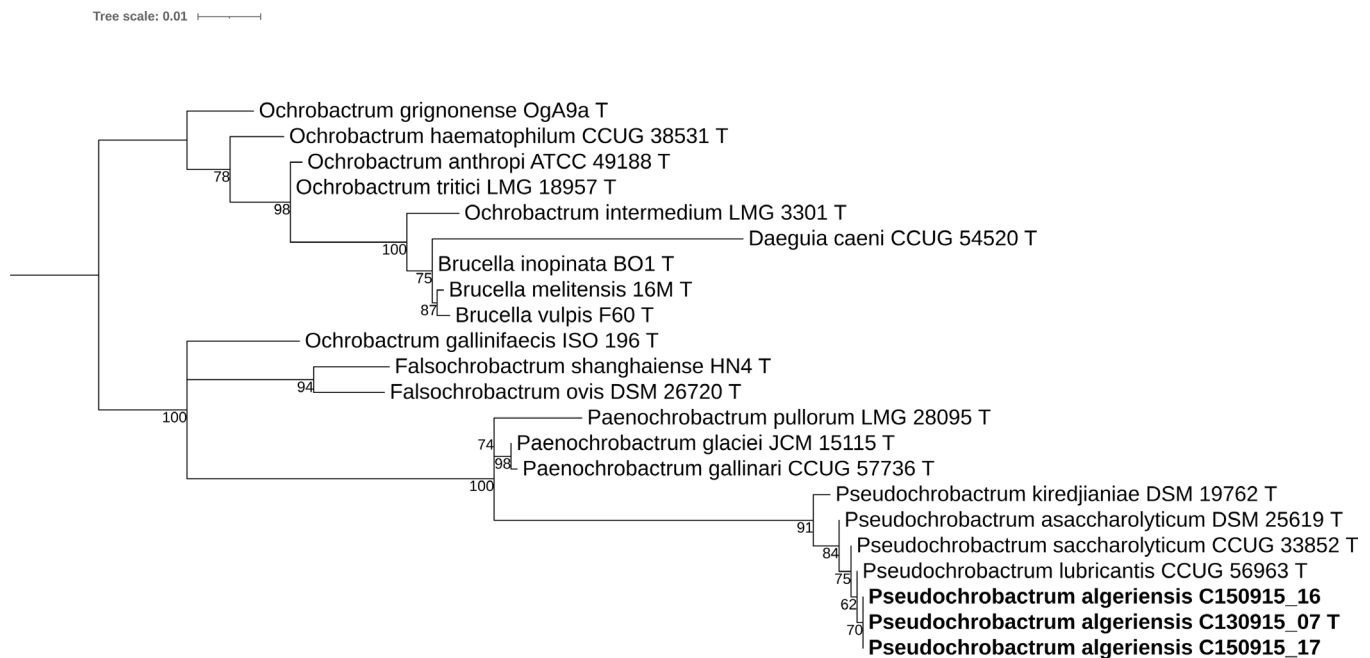 Tree scale: 0.01
Ochrobactrum grignonense OgA9a T
Ochrobactrum haematophilum CCUG 38531 T
Ochrobactrum anthropi ATCC 49188 T
78
Ochrobactrum tritici LMG 18957 T
98
Ochrobactrum intermedium LMG 3301 T
Daeguia caeni CCUG 54520 T
100
Brucella inopinata BO1 T
75
Brucella melitensis 16M T
87
Brucella vulpis F60 T
Ochrobactrum gallinifaecis ISO 196 T
Falsochrobactrum shanghaiense HN4 T
94
Falsochrobactrum ovis DSM 26720 T
100
Paenochrobactrum pullorum LMG 28095 T
74
Paenochrobactrum glaciei JCM 15115 T
98
Paenochrobactrum gallinari CCUG 57736 T
100
Pseudochrobactrum kiredjianiae DSM 19762 T
91
Pseudochrobactrum asaccharolyticum DSM 25619 T
84
Pseudochrobactrum saccharolyticum CCUG 33852 T
75
Pseudochrobactrum lubricantis CCUG 56963 T
62
Pseudochrobactrum algeriensis C150915_16
70
Pseudochrobactrum algeriensis C130915_07 T
Pseudochrobactrum algeriensis C150915_17